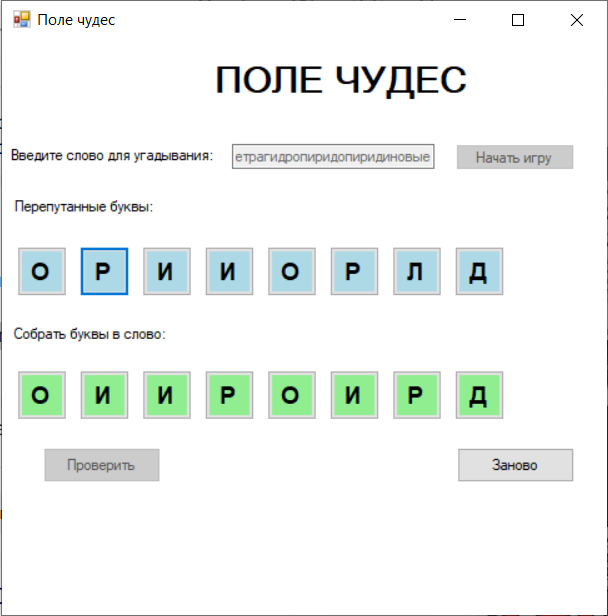 Поле чудес
ПОЛЕ ЧУДЕС
Введите слово для угадывания: етрагидропиридопиридиновые Начать игру
Перепутанные буквы:
О Р И И О Р Л Д
Собрать буквы в слово:
О И И Р О И Р Д
Проверить Заново